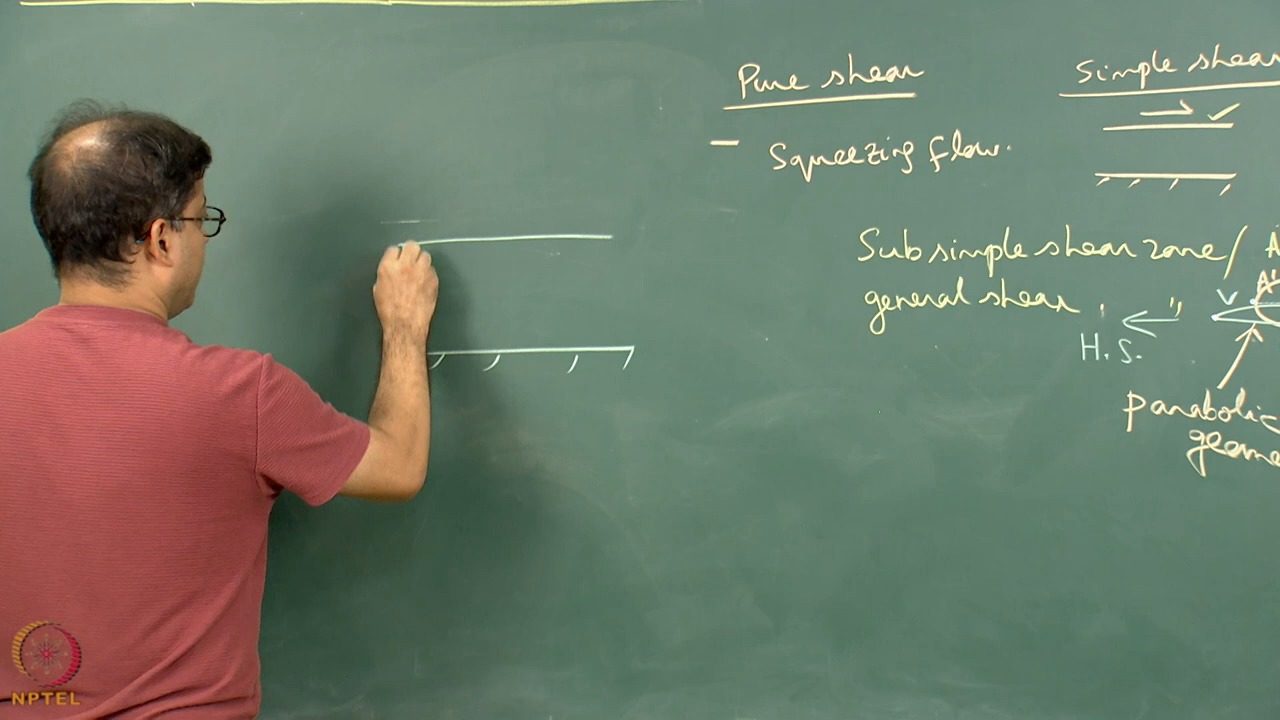 Pure shear
Simple shear
- Squeezing flow.
Sub simple shear zone/
general shear
A'
V
H.S.
parabolic
NPTEL